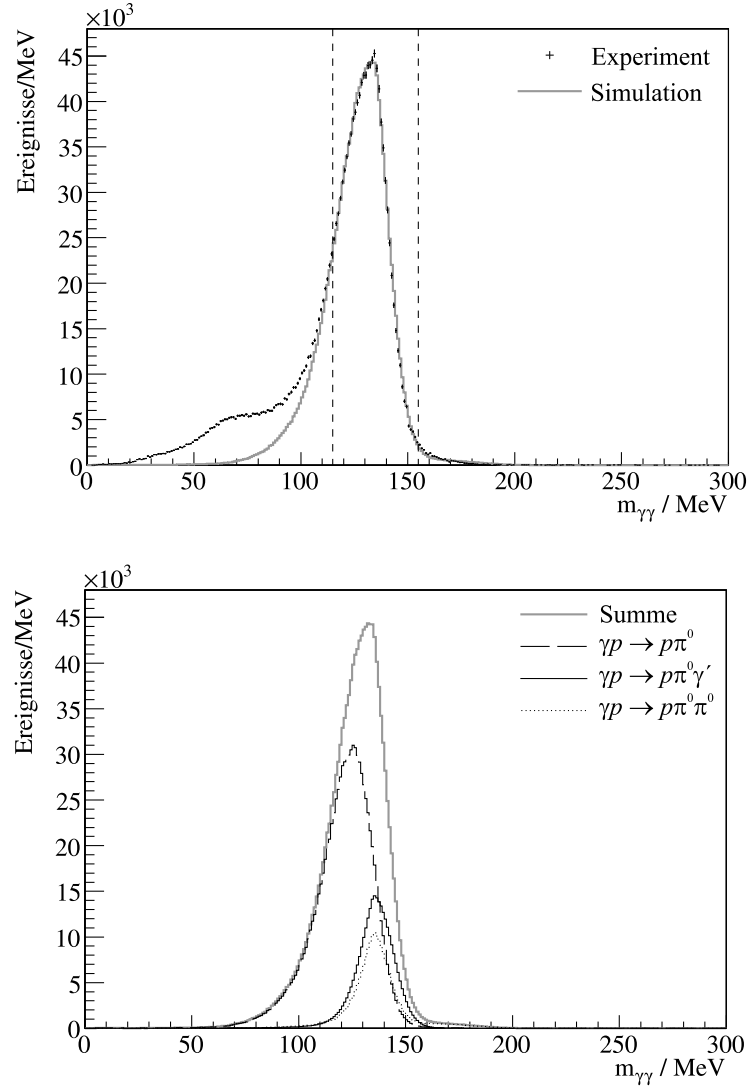 ×10³
Ereignisse/MeV
45
40
35
30
25
20
15
10
5
0
Experiment
Simulation
0 50 100 150 200 250 300
m_γγ / MeV
×10³
Ereignisse/MeV
45
40
35
30
25
20
15
10
5
0
Summe
γp → pπ⁰
γp → pπ⁰γ′
γp → pπ⁰π⁰
0 50 100 150 200 250 300
m_γγ / MeV